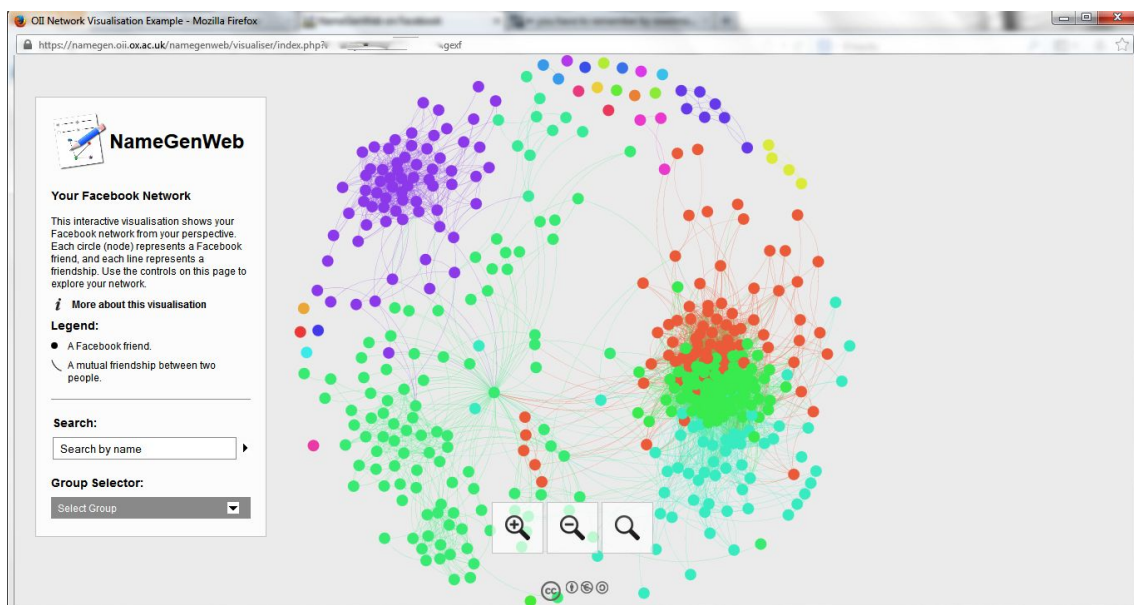 OII Network Visualisation Example - Mozilla Firefox
https://namegen.oii.ox.ac.uk/namegenweb/visualiser/index.php?
gexf
NameGenWeb
Your Facebook Network
This interactive visualisation shows your
Facebook network from your perspective.
Each circle (node) represents a Facebook
friend, and each line represents a
friendship. Use the controls on this page to
explore your network.
i More about this visualisation
Legend:
A Facebook friend.
A mutual friendship between two
people.
Search:
Search by name
Group Selector:
Select Group
cc